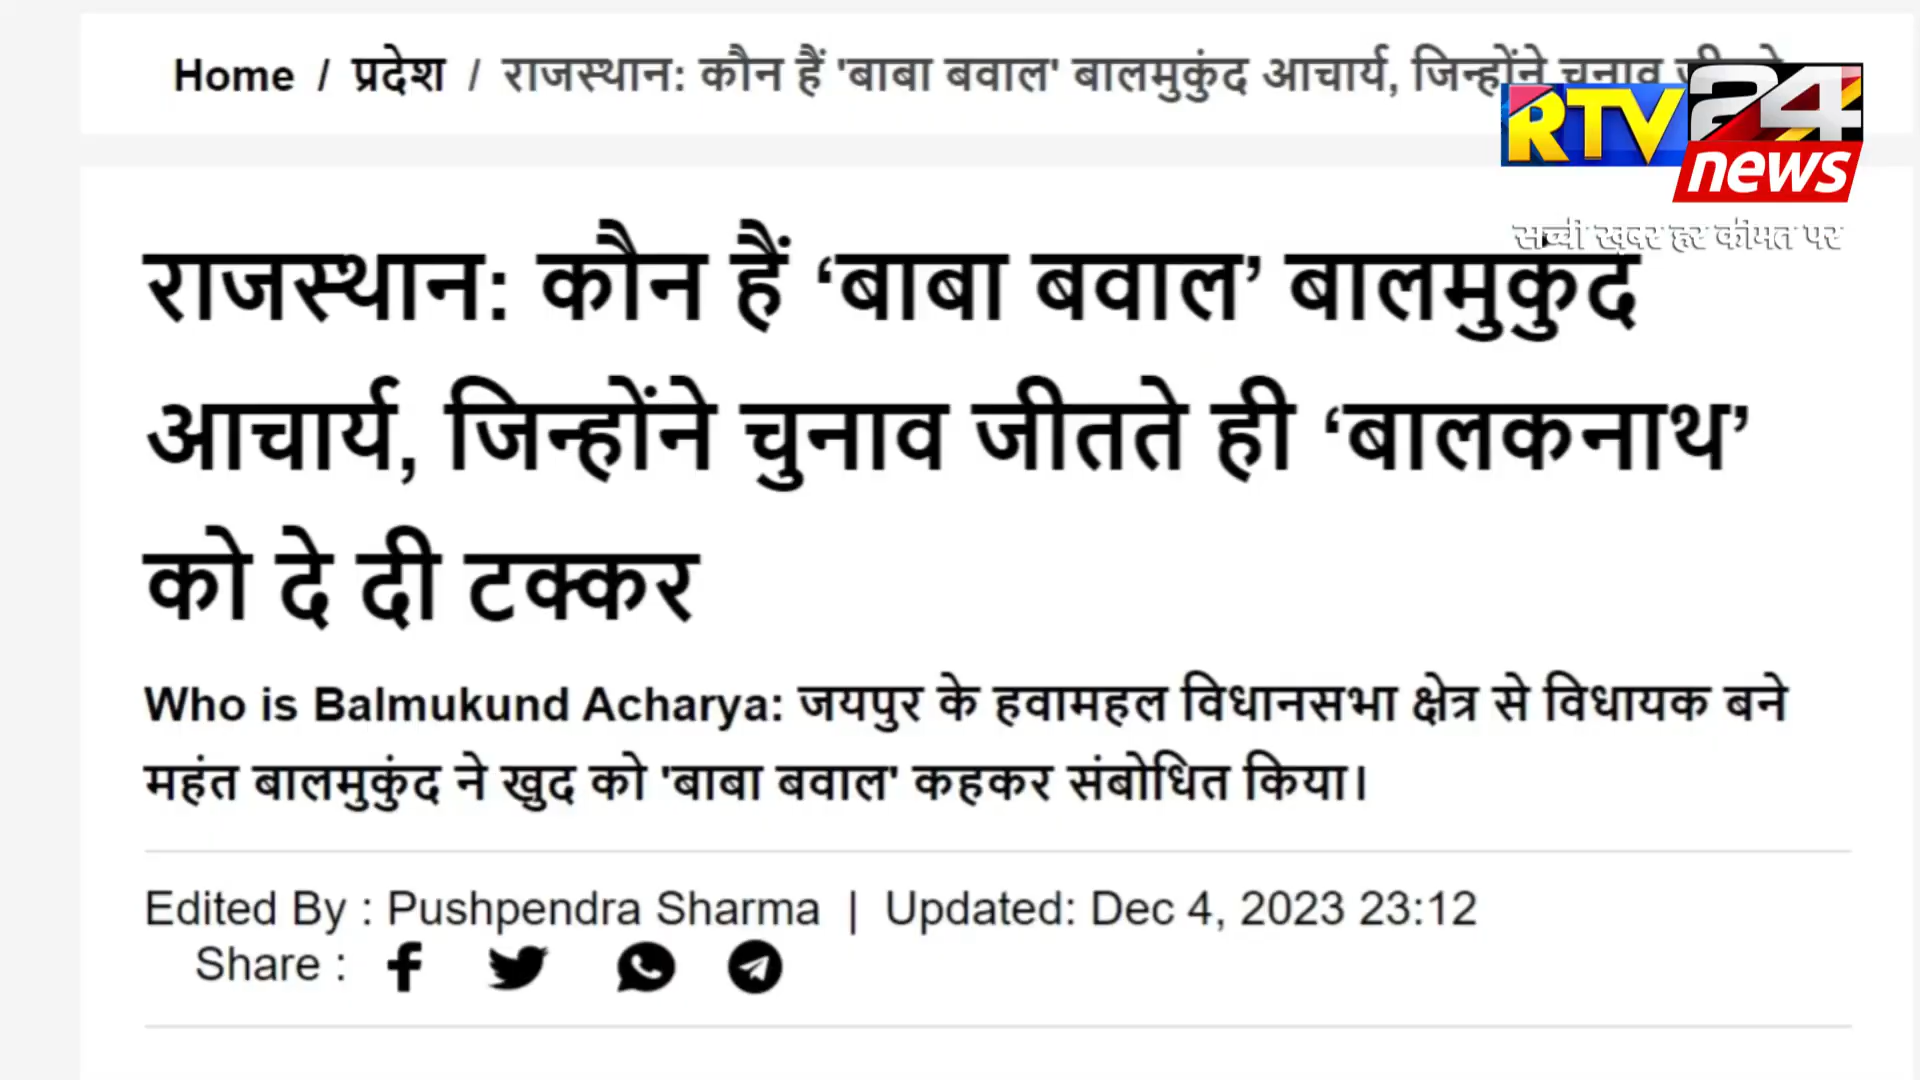 Home / प्रदेश / राजस्थान: कौन हैं 'बाबा बवाल' बालमुकुंद आचार्य, जिन्होंने चुनाव
RTV 24 news
सच्ची ख़बर हर कीमत पर
राजस्थान: कौन हैं ‘बाबा बवाल’ बालमुकुंद
आचार्य, जिन्होंने चुनाव जीतते ही ‘बालकनाथ’
को दे दी टक्कर
Who is Balmukund Acharya: जयपुर के हवामहल विधानसभा क्षेत्र से विधायक बने
महंत बालमुकुंद ने खुद को 'बाबा बवाल' कहकर संबोधित किया।
Edited By : Pushpendra Sharma | Updated: Dec 4, 2023 23:12
Share :